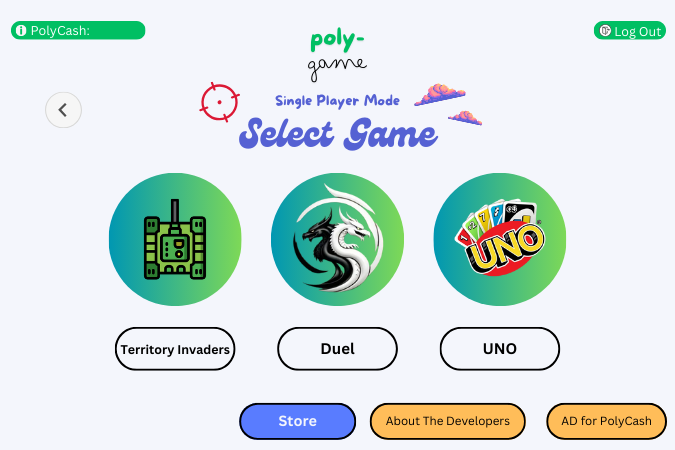 PolyCash:
Log Out
poly-
game
Single Player Mode
Select Game
UNO
Territory Invaders
Duel
UNO
Store
About The Developers
AD for PolyCash